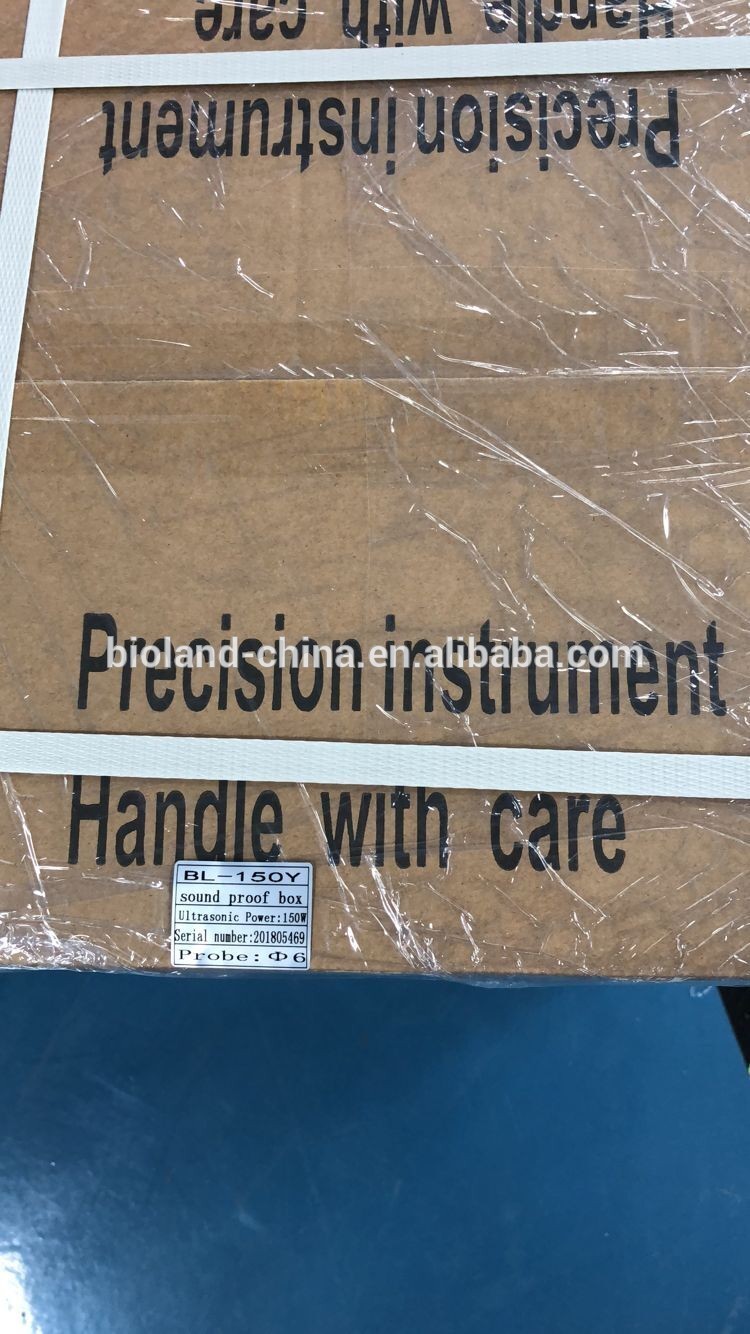 Handle with care
Precision instrument
Precision instrument
bioland-china.en.alibaba.com
Handle with care
BL-150Y
sound proof box
Ultrasonic Power:150W
Serial number:201805469
Probe: Φ6